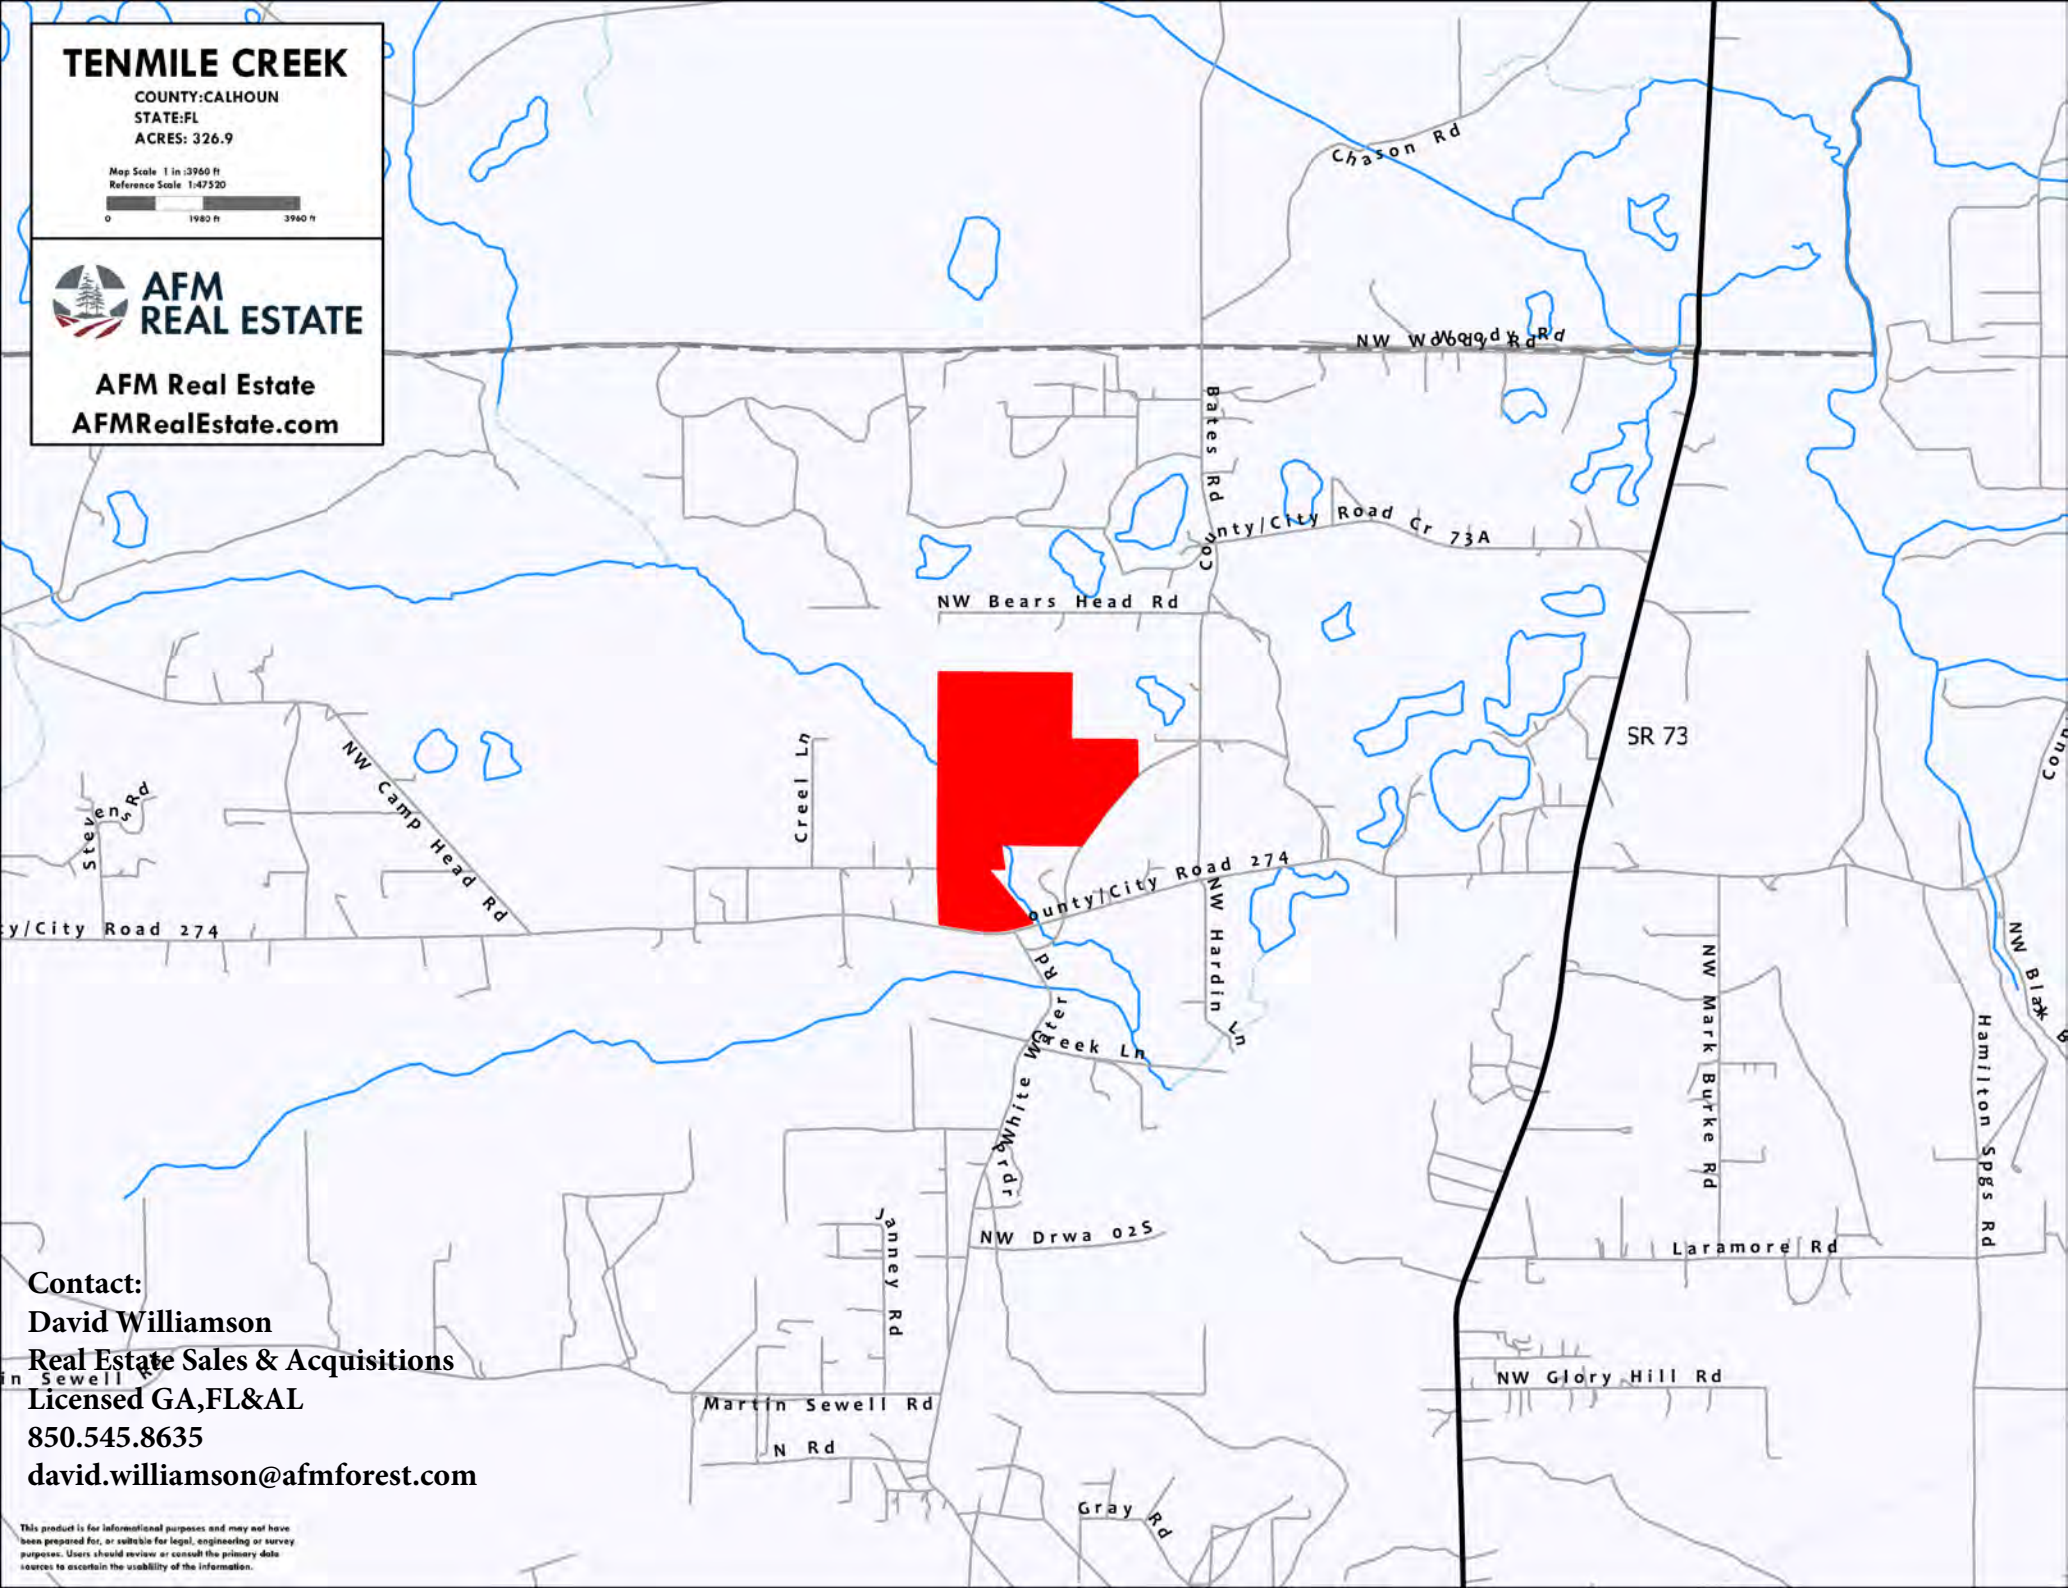 TENMILE CREEK
COUNTY:CALHOUN
STATE:FL
ACRES: 326.9
Map Scale 1 in :3960 ft
Reference Scale 1:47520
0 1980 ft 3960 ft
AFM
REAL ESTATE
AFM Real Estate
AFMRealEstate.com
Chason Rd
NW Woody Rd
Bates Rd
County/City Road Cr 73A
NW Bears Head Rd
SR 73
Coun
NW Camp Head Rd
Creel Ln
Stevens Rd
County/City Road 274
ty/City Road 274
NW Hardin Ln
NW Mark Burke Rd
Hamilton Spgs Rd
White Water Rd
Creek Ln
NW Drwa 02S
Janney Rd
Laramore Rd
NW Glory Hill Rd
in Sewell Rd
Martin Sewell Rd
N Rd
Gray Rd
Contact:
David Williamson
Real Estate Sales & Acquisitions
Licensed GA,FL&AL
850.545.8635
david.williamson@afmforest.com
This product is for informational purposes and may not have
been prepared for, or suitable for legal, engineering or survey
purposes. Users should review or consult the primary data
sources to ascertain the usability of the information.